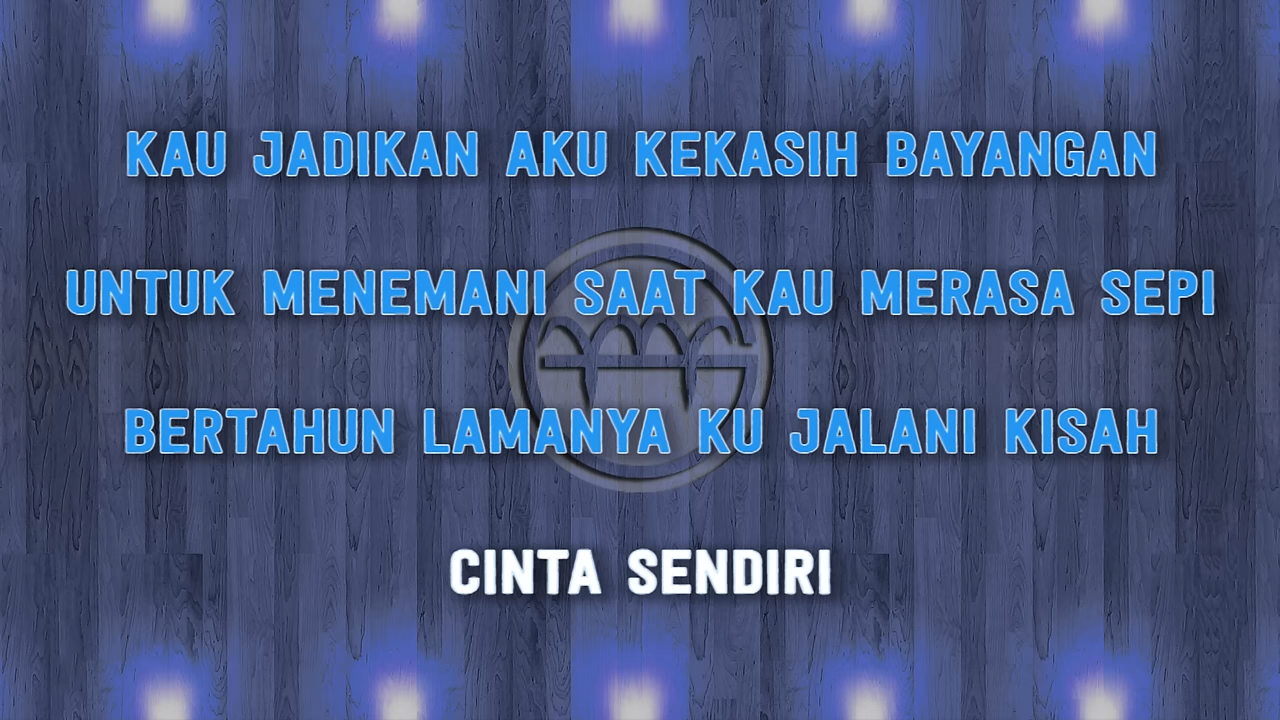 KAU JADIKAN AKU KEKASIH BAYANGAN
UNTUK MENEMANI SAAT KAU MERASA SEPI
BERTAHUN LAMANYA KU JALANI KISAH
CINTA SENDIRI